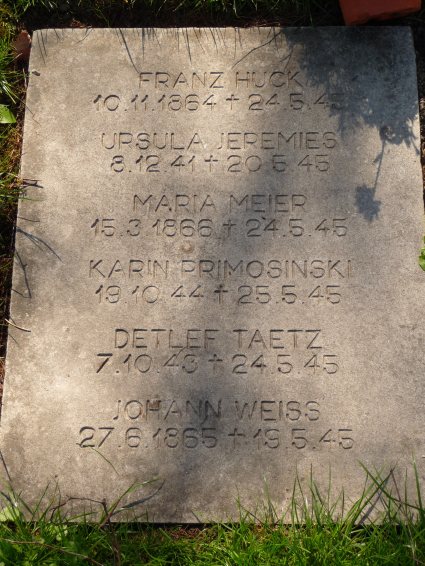 FRANZ HUCK
10.11.1864 † 24.5.45
URSULA JEREMIES
8.12.41 † 20.5.45
MARIA MEIER
15.3.1866 † 24.5.45
KARIN PRIMOSINSKI
19.10.44 † 25.5.45
DETLEF TAETZ
7.10.43 † 24.5.45
JOHANN WEISS
27.6.1865 † 19.5.45